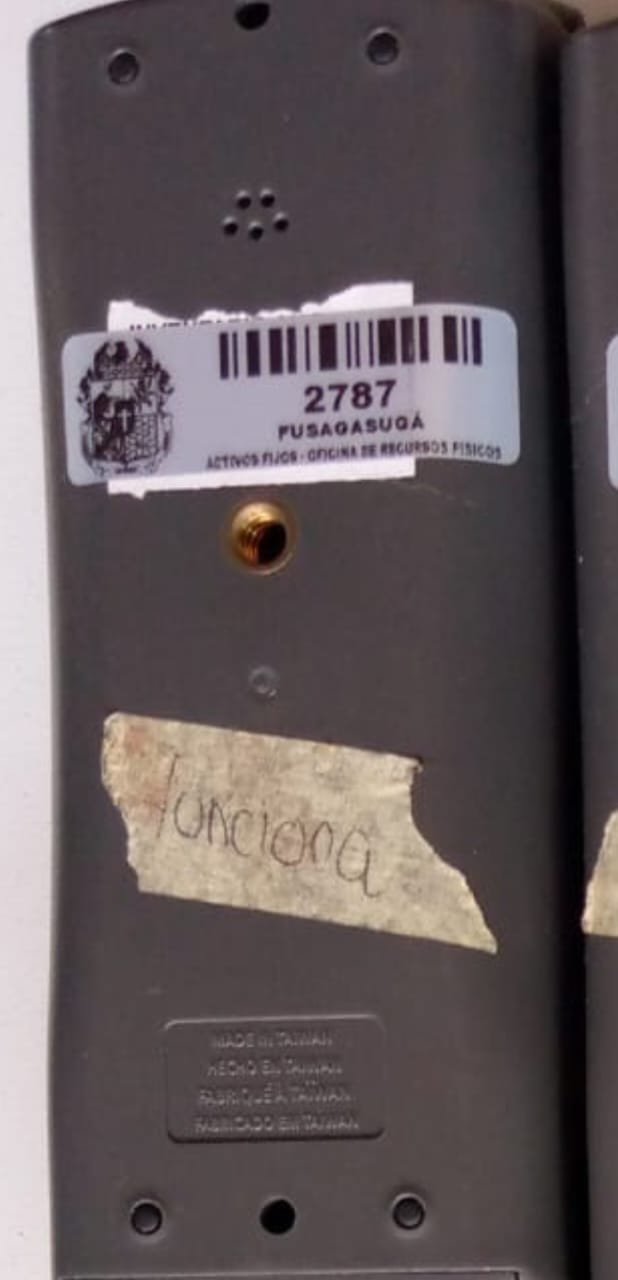 2787
FUSAGASUGÁ
ACTIVOS FIJOS - OFICINA DE RECURSOS FISICOS
funciona
MADE IN TAIWAN
HECHO EN TAIWAN
FABRIQUÉ À TAIWAN
FABRICADO EM TAIWAN